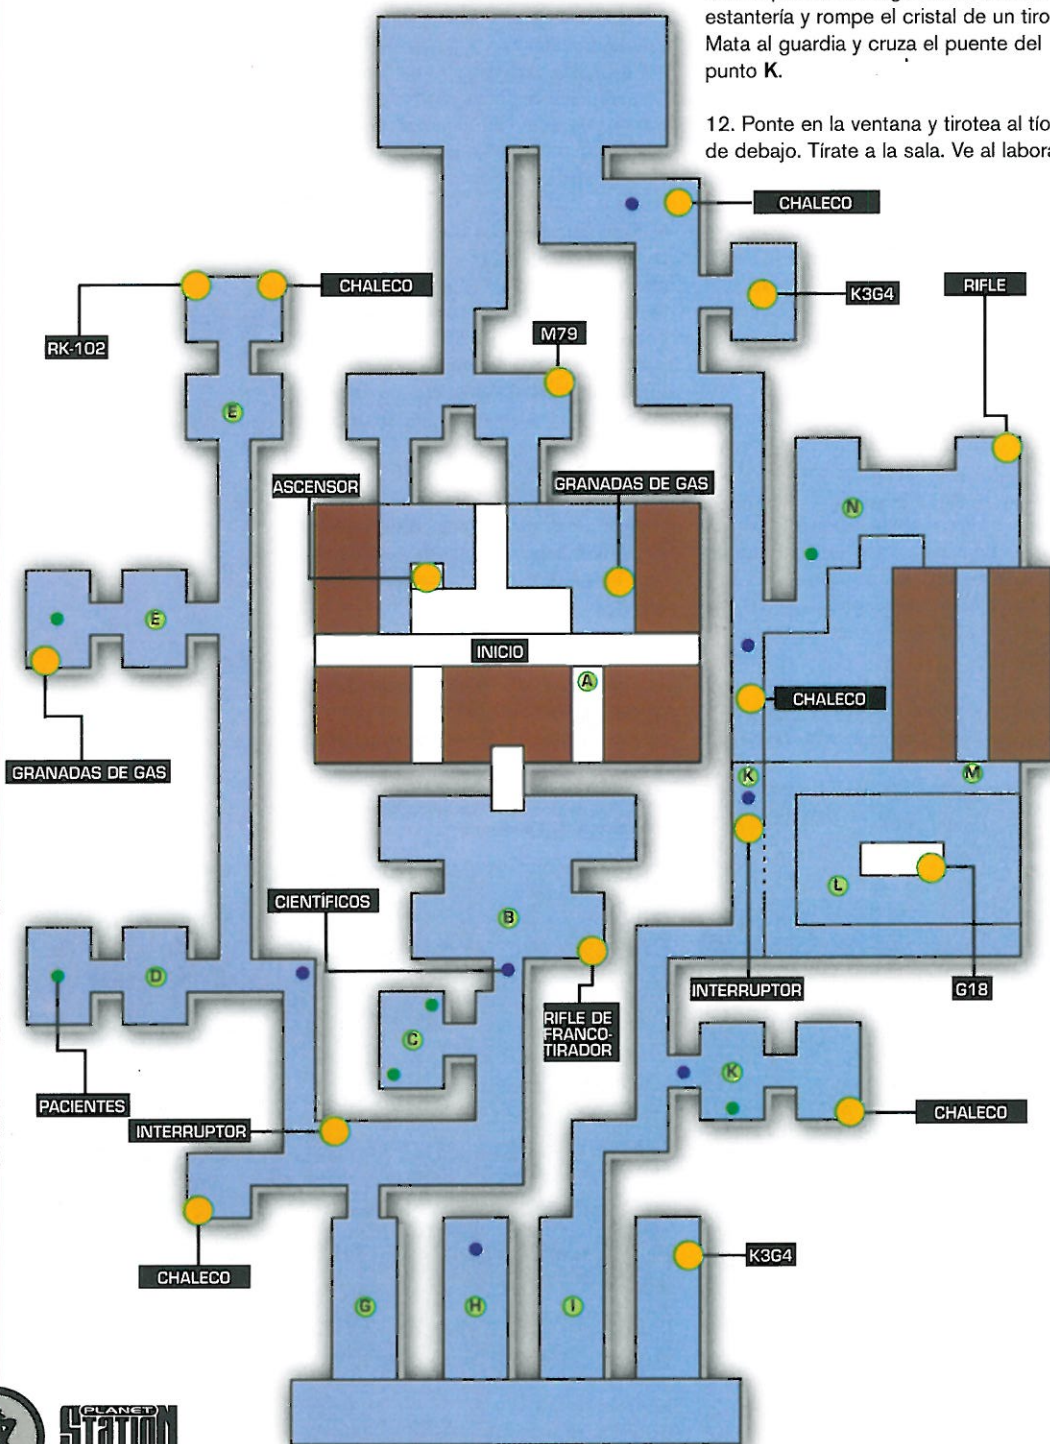 estantería y rompe el cristal de un tiro
Mata al guardia y cruza el puente del
punto K.
12. Ponte en la ventana y tirotea al tío
de debajo. Tírate a la sala. Ve al labora
CHALECO
CHALECO
K3G4
RIFLE
RK-102
M79
E
ASCENSOR
GRANADAS DE GAS
N
E
INICIO
A
CHALECO
GRANADAS DE GAS
K
M
L
CIENTÍFICOS
B
D
INTERRUPTOR
G18
C
RIFLE DE
FRANCO-
TIRADOR
K
PACIENTES
INTERRUPTOR
CHALECO
CHALECO
K3G4
G
H
I
PLANET
STATION